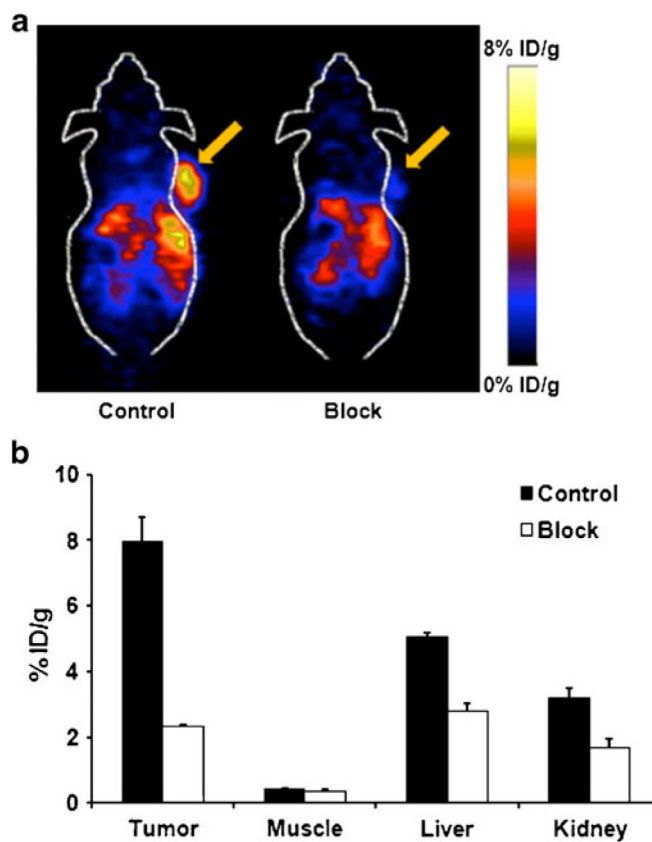 a
8% ID/g
0% ID/g
Control Block
b
10
8
6
4
2
0
% ID/g
Control
Block
Tumor Muscle Liver Kidney